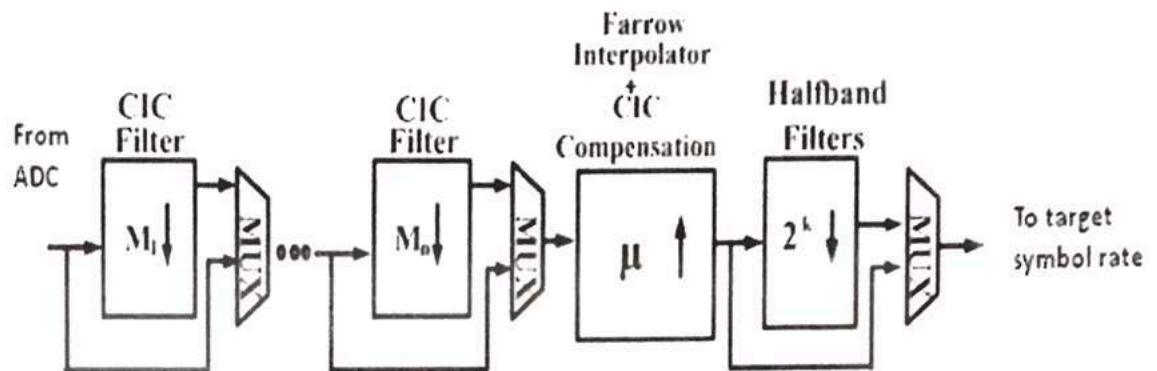 Farrow
Interpolator
+
CIC
Compensation
CIC
Filter
CIC
Filter
Halfband
Filters
From
ADC
M₁
MUX
Mₙ
MUX
μ
2ᵏ
MUX
To target
symbol rate